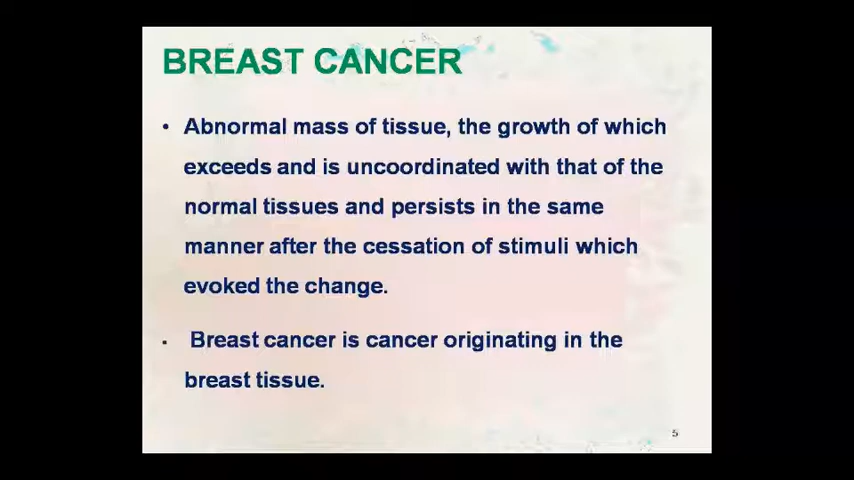 BREAST CANCER
• Abnormal mass of tissue, the growth of which
exceeds and is uncoordinated with that of the
normal tissues and persists in the same
manner after the cessation of stimuli which
evoked the change.
▪ Breast cancer is cancer originating in the
breast tissue.
5